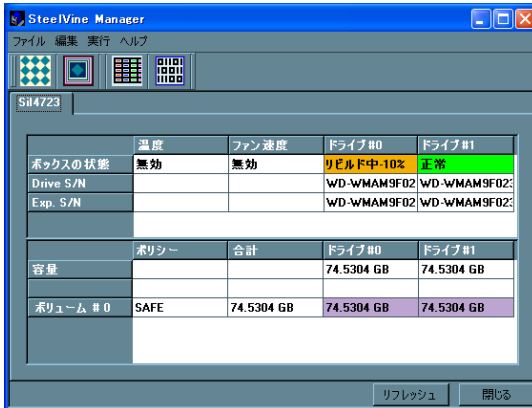 SteelVine Manager
ファイル 編集 実行 ヘルプ
SiI4723
温度 ファン速度 ドライブ#0 ドライブ#1
ボックスの状態 無効 無効 リビルド中-10% 正常
Drive S/N WD-WMAM9F02 WD-WMAM9F023
Exp. S/N WD-WMAM9F02 WD-WMAM9F023
ポリシー 合計 ドライブ#0 ドライブ#1
容量 74.5304 GB 74.5304 GB
ボリューム #0 SAFE 74.5304 GB 74.5304 GB 74.5304 GB
リフレッシュ 閉じる